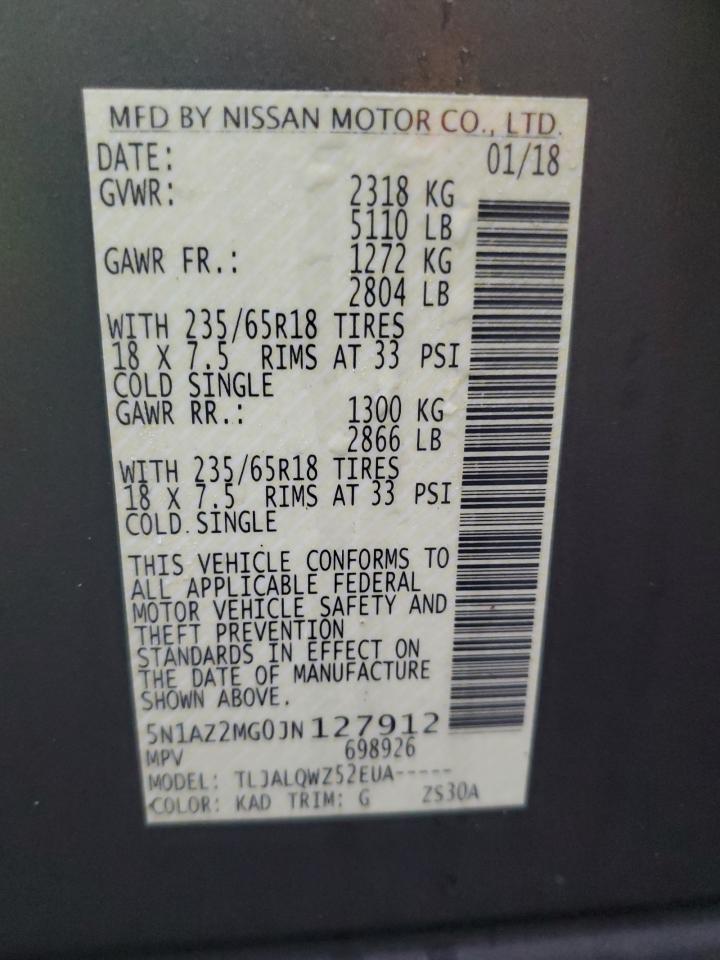 MFD BY NISSAN MOTOR CO., LTD.
DATE: 01/18
GVWR: 2318 KG
5110 LB
GAWR FR.: 1272 KG
2804 LB
WITH 235/65R18 TIRES
18 X 7.5 RIMS AT 33 PSI
COLD SINGLE
GAWR RR.: 1300 KG
2866 LB
WITH 235/65R18 TIRES
18 X 7.5 RIMS AT 33 PSI
COLD SINGLE
THIS VEHICLE CONFORMS TO
ALL APPLICABLE FEDERAL
MOTOR VEHICLE SAFETY AND
THEFT PREVENTION
STANDARDS IN EFFECT ON
THE DATE OF MANUFACTURE
SHOWN ABOVE.
5N1AZ2MG0JN127912
MPV 698926
MODEL: TLJALQWZ52EUA-----
COLOR: KAD TRIM: G ZS30A